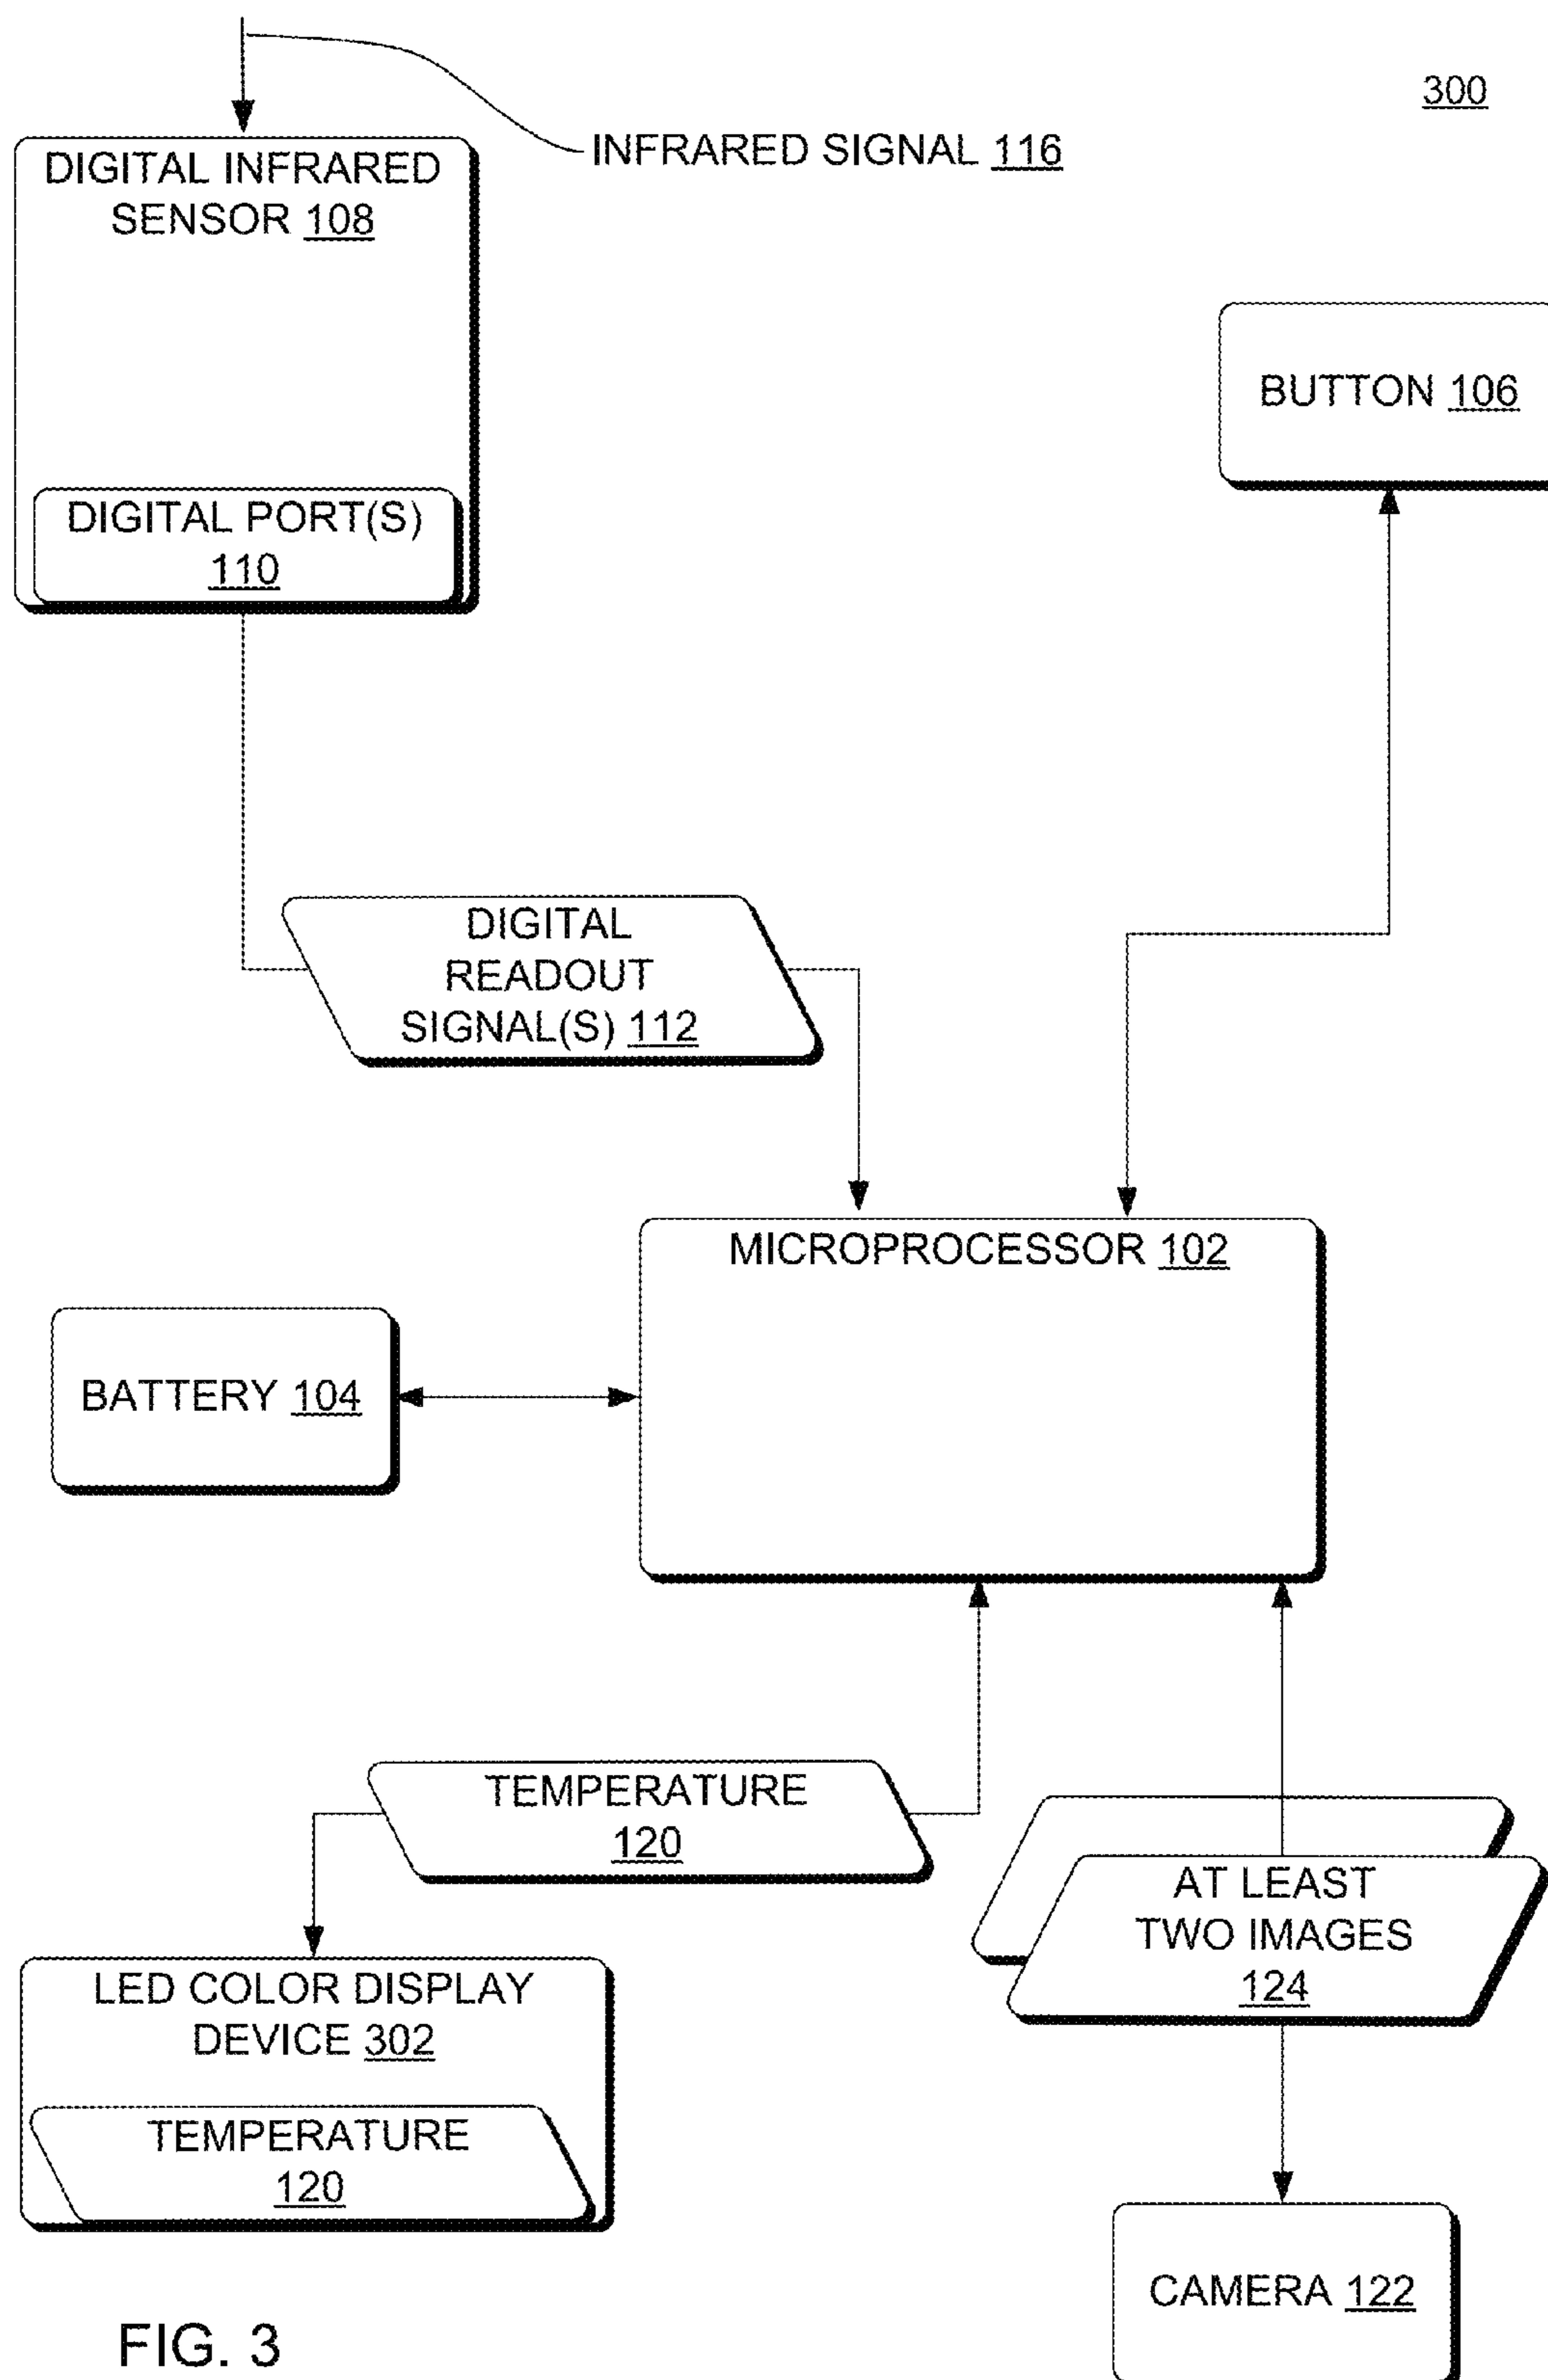 300
INFRARED SIGNAL 116
DIGITAL INFRARED
SENSOR 108
DIGITAL PORT(S)
110
BUTTON 106
DIGITAL
READOUT
SIGNAL(S) 112
MICROPROCESSOR 102
BATTERY 104
TEMPERATURE
120
AT LEAST
TWO IMAGES
124
LED COLOR DISPLAY
DEVICE 302
TEMPERATURE
120
CAMERA 122
FIG. 3